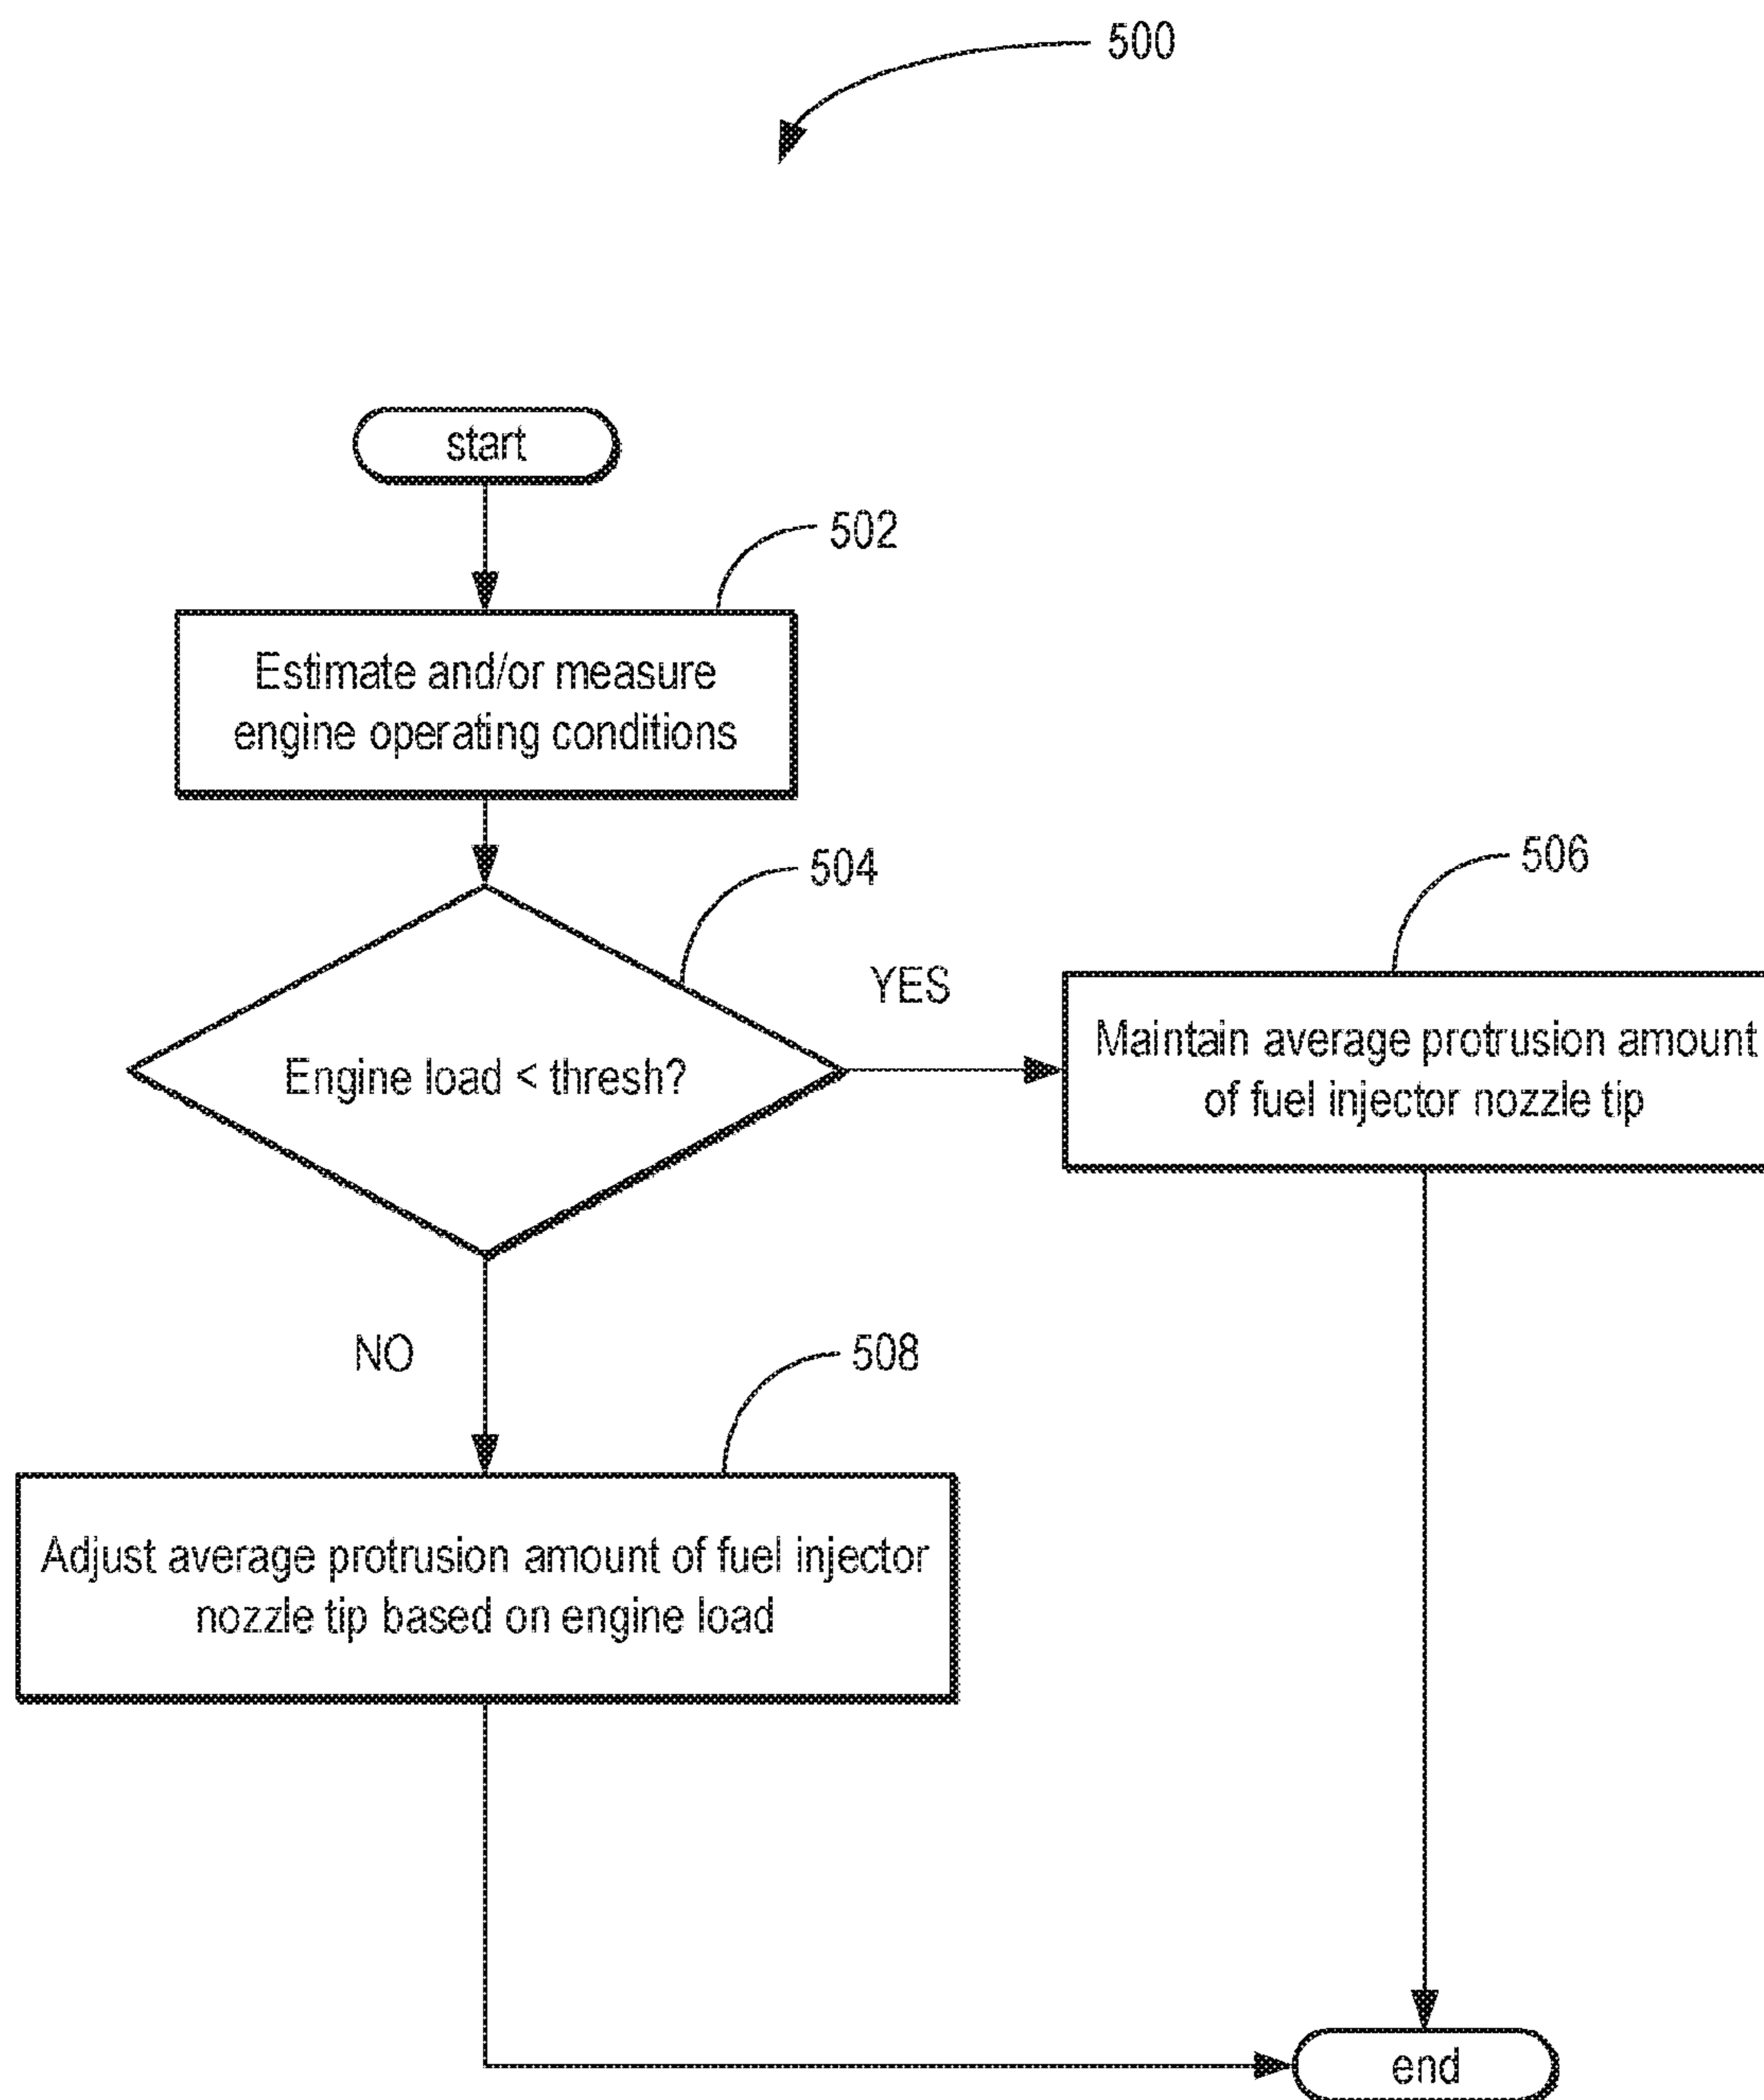 500
start
502
Estimate and/or measure
engine operating conditions
504
Engine load < thresh?
YES
506
Maintain average protrusion amount
of fuel injector nozzle tip
NO
508
Adjust average protrusion amount of fuel injector
nozzle tip based on engine load
end